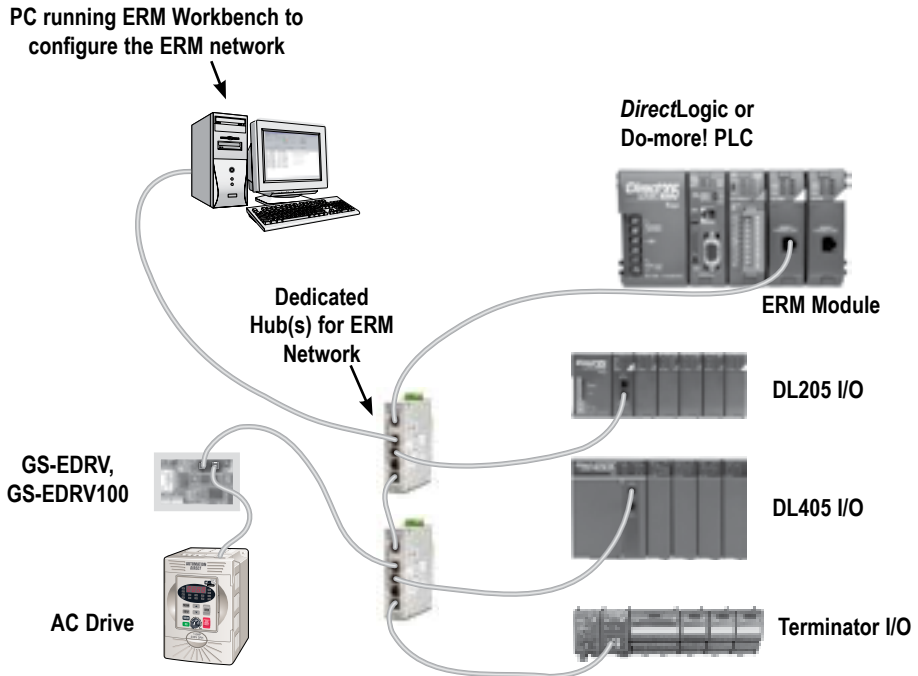 PC running ERM Workbench to
configure the ERM network
DirectLogic or
Do-more! PLC
ERM Module
Dedicated
Hub(s) for ERM
Network
DL205 I/O
GS-EDRV,
GS-EDRV100
DL405 I/O
AC Drive
Terminator I/O